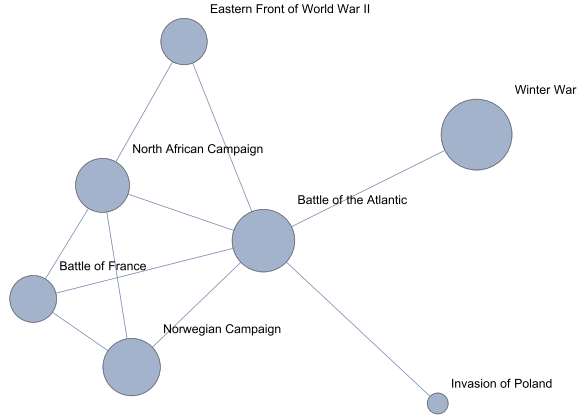 Eastern Front of World War II
Winter War
North African Campaign
Battle of the Atlantic
Battle of France
Norwegian Campaign
Invasion of Poland